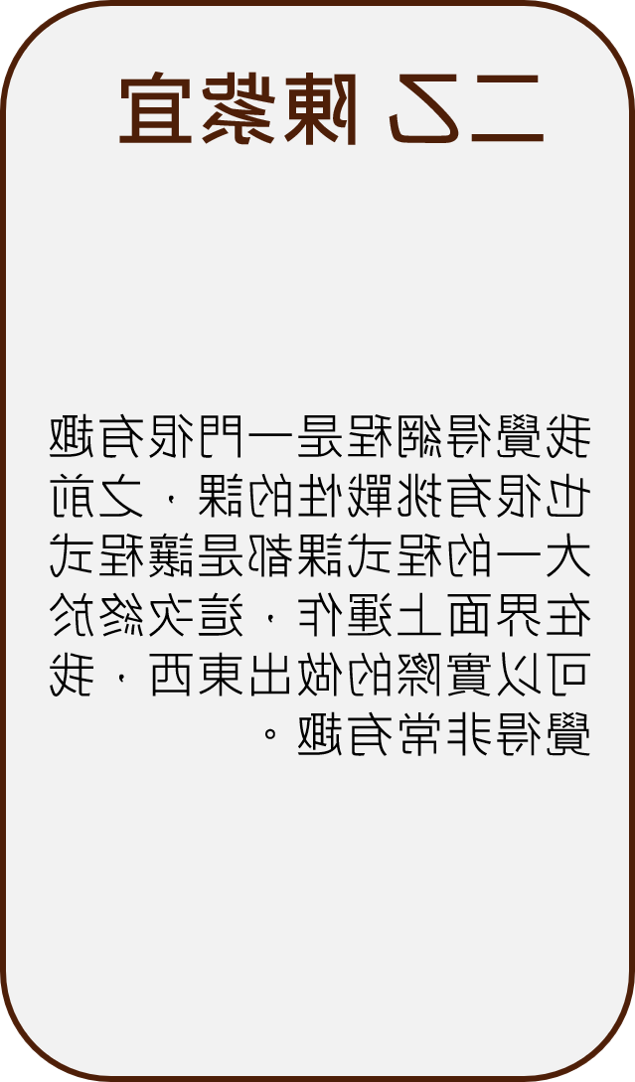 二乙 陳紫宜
我覺得網程是一門很有趣
也很有挑戰性的課，之前
大一的程式課都是讓程式
在界面上運作，這次終於
可以實際的做出東西，我
覺得非常有趣。